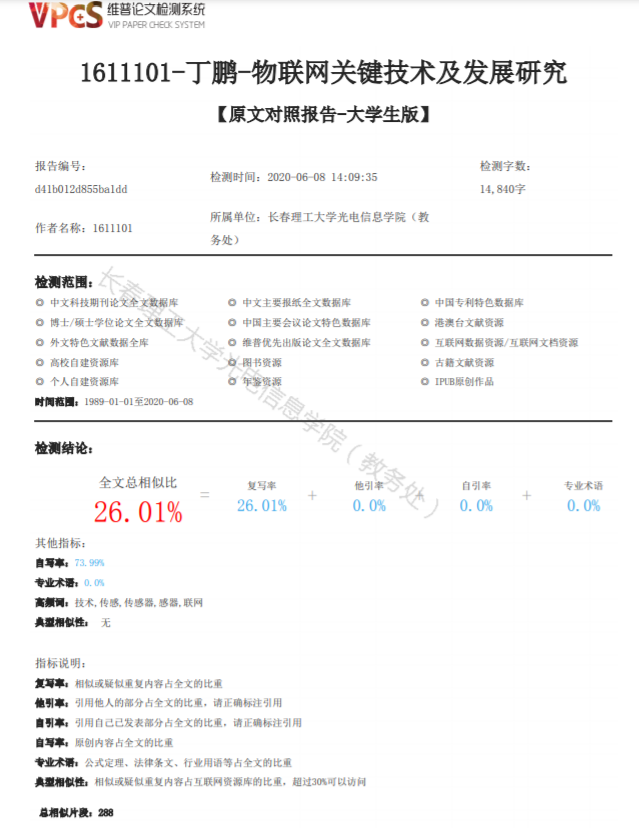 VPCS 维普论文检测系统
VIP PAPER CHECK SYSTEM
1611101-丁鹏-物联网关键技术及发展研究
【原文对照报告-大学生版】
报告编号：
d41b012d855ba1dd
检测时间：2020-06-08 14:09:35
检测字数：
14,840字
作者名称：1611101
所属单位：长春理工大学光电信息学院（教
务处）
检测范围：
◎ 中文科技期刊论文全文数据库
◎ 中文主要报纸全文数据库
◎ 中国专利特色数据库
◎ 博士/硕士学位论文全文数据库
◎ 中国主要会议论文特色数据库
◎ 港澳台文献资源
◎ 外文特色文献数据全库
◎ 维普优先出版论文全文数据库
◎ 互联网数据资源/互联网文档资源
◎ 高校自建资源库
◎ 图书资源
◎ 古籍文献资源
◎ 个人自建资源库
◎ 年鉴资源
◎ IPUB原创作品
时间范围：1989-01-01至2020-06-08
长春理工大学光电信息学院（教务处）
检测结论：
全文总相似比
26.01%
=
复写率
26.01%
+
他引率
0.0%
+
自引率
0.0%
+
专业术语
0.0%
其他指标：
自写率：73.99%
专业术语：0.0%
高频词：技术,传感,传感器,感器,联网
典型相似性：无
指标说明：
复写率：相似或疑似重复内容占全文的比重
他引率：引用他人的部分占全文的比重，请正确标注引用
自引率：引用自己已发表部分占全文的比重，请正确标注引用
自写率：原创内容占全文的比重
专业术语：公式定理、法律条文、行业用语等占全文的比重
典型相似性：相似或疑似重复内容占互联网资源库的比重，超过30%可以访问
总相似片段：288